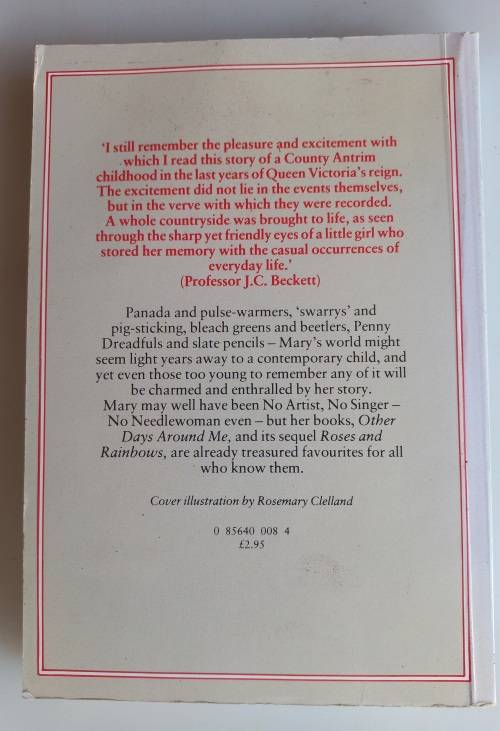 ‘I still remember the pleasure and excitement with
which I read this story of a County Antrim
childhood in the last years of Queen Victoria's reign.
The excitement did not lie in the events themselves,
but in the verve with which they were recorded.
A whole countryside was brought to life, as seen
through the sharp yet friendly eyes of a little girl who
stored her memory with the casual occurrences of
everyday life.’
(Professor J.C. Beckett)
Panada and pulse-warmers, ‘swarrys’ and
pig-sticking, bleach greens and beetlers, Penny
Dreadfuls and slate pencils – Mary's world might
seem light years away to a contemporary child, and
yet even those too young to remember any of it will
be charmed and enthralled by her story.
Mary may well have been No Artist, No Singer –
No Needlewoman even – but her books, Other
Days Around Me, and its sequel Roses and
Rainbows, are already treasured favourites for all
who know them.
Cover illustration by Rosemary Clelland
0 85640 008 4
£2.95